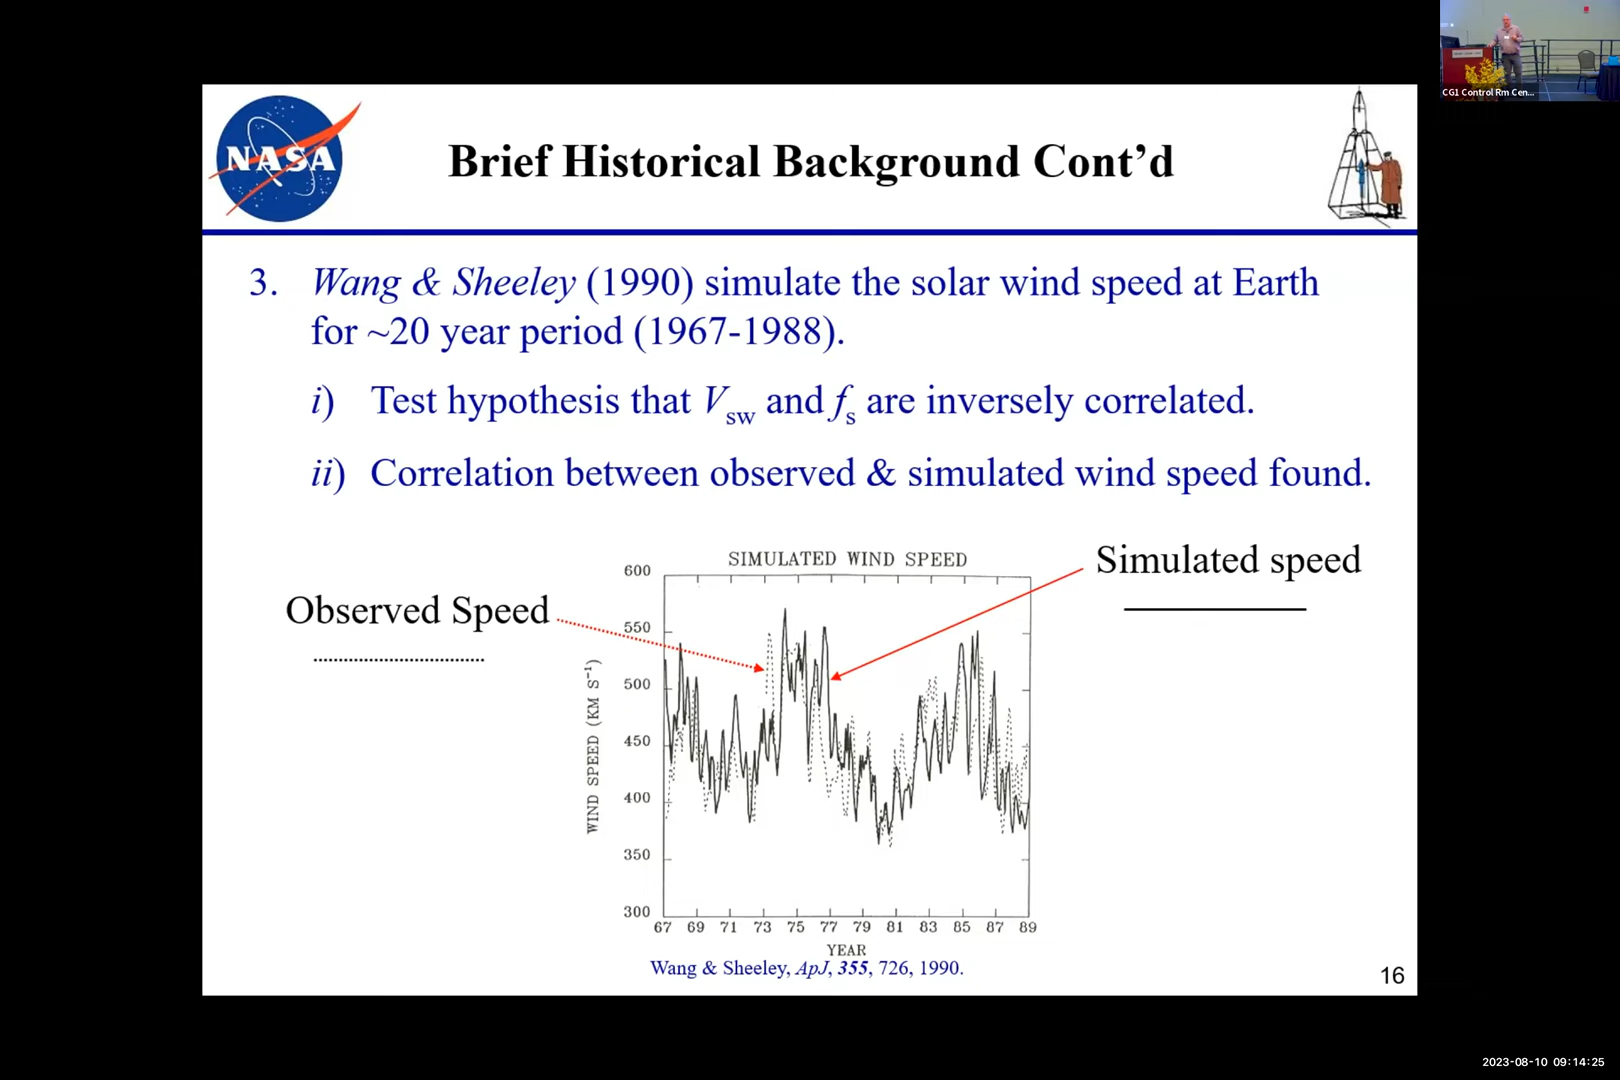 CG1 Control Rm Cen...
NASA
Brief Historical Background Cont’d
3. Wang & Sheeley (1990) simulate the solar wind speed at Earth
for ~20 year period (1967-1988).
i) Test hypothesis that Vsw and fs are inversely correlated.
ii) Correlation between observed & simulated wind speed found.
Observed Speed
Simulated speed
SIMULATED WIND SPEED
WIND SPEED (KM S⁻¹)
600
550
500
450
400
350
300
67 69 71 73 75 77 79 81 83 85 87 89
YEAR
Wang & Sheeley, ApJ, 355, 726, 1990.
16
2023-08-10 09:14:25